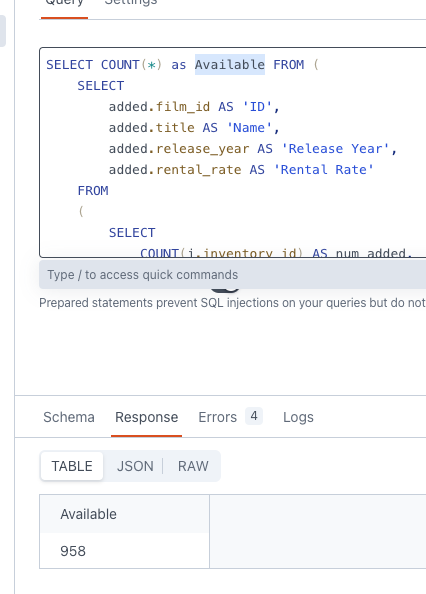 Query Settings
SELECT COUNT(*) as Available FROM (
SELECT
added.film_id AS 'ID',
added.title AS 'Name',
added.release_year AS 'Release Year',
added.rental_rate AS 'Rental Rate'
FROM
(
SELECT
COUNT(i.inventory_id) AS num_added,
Type / to access quick commands
Prepared statements prevent SQL injections on your queries but do not
Schema Response Errors 4 Logs
TABLE JSON RAW
Available
958